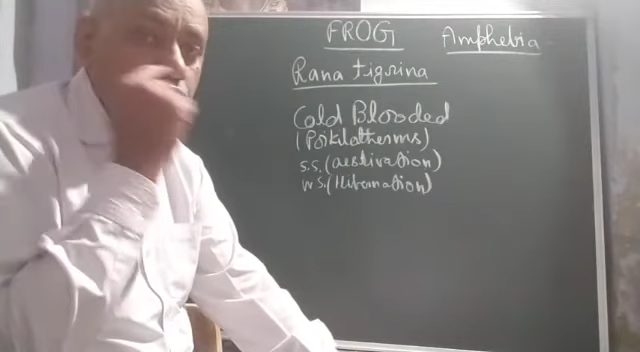 FROG Amphebia
Rana tigrina
Cold Blooded
(Poikilotherms)
S.S. (aestivation)
W.S. (Hibernation)